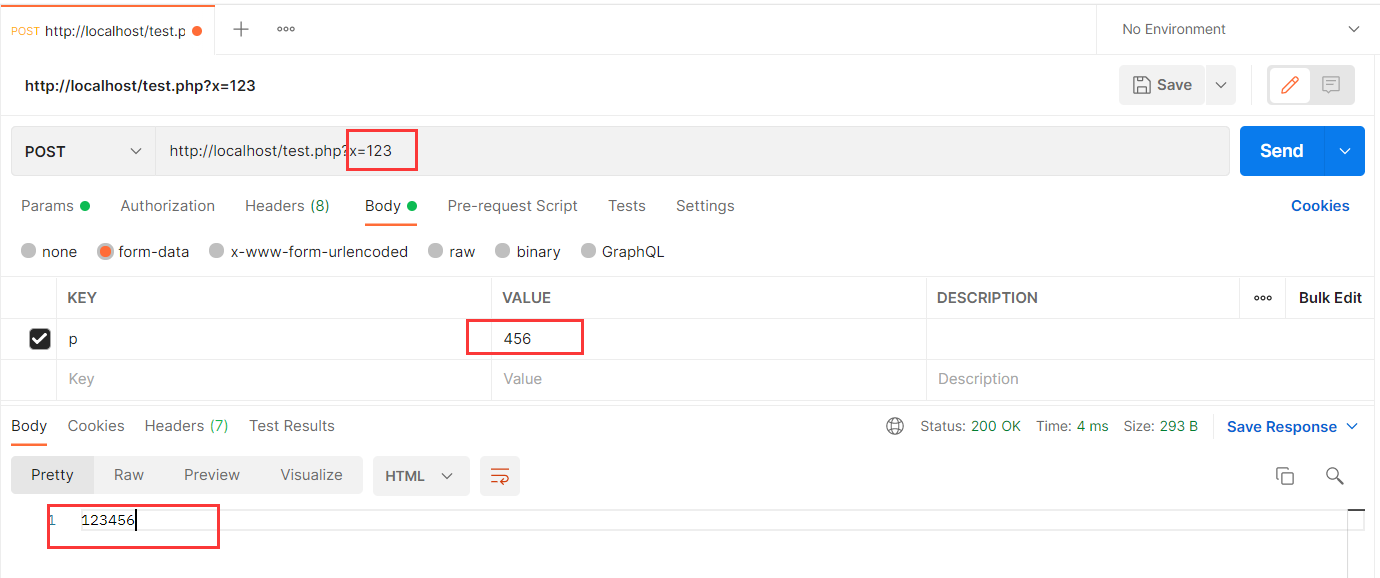 POST http://localhost/test.p
No Environment
http://localhost/test.php?x=123
Save
POST http://localhost/test.php?x=123 Send
Params Authorization Headers (8) Body Pre-request Script Tests Settings Cookies
none form-data x-www-form-urlencoded raw binary GraphQL
KEY VALUE DESCRIPTION Bulk Edit
p 456
Key Value Description
Body Cookies Headers (7) Test Results Status: 200 OK Time: 4 ms Size: 293 B Save Response
Pretty Raw Preview Visualize HTML
1 123456